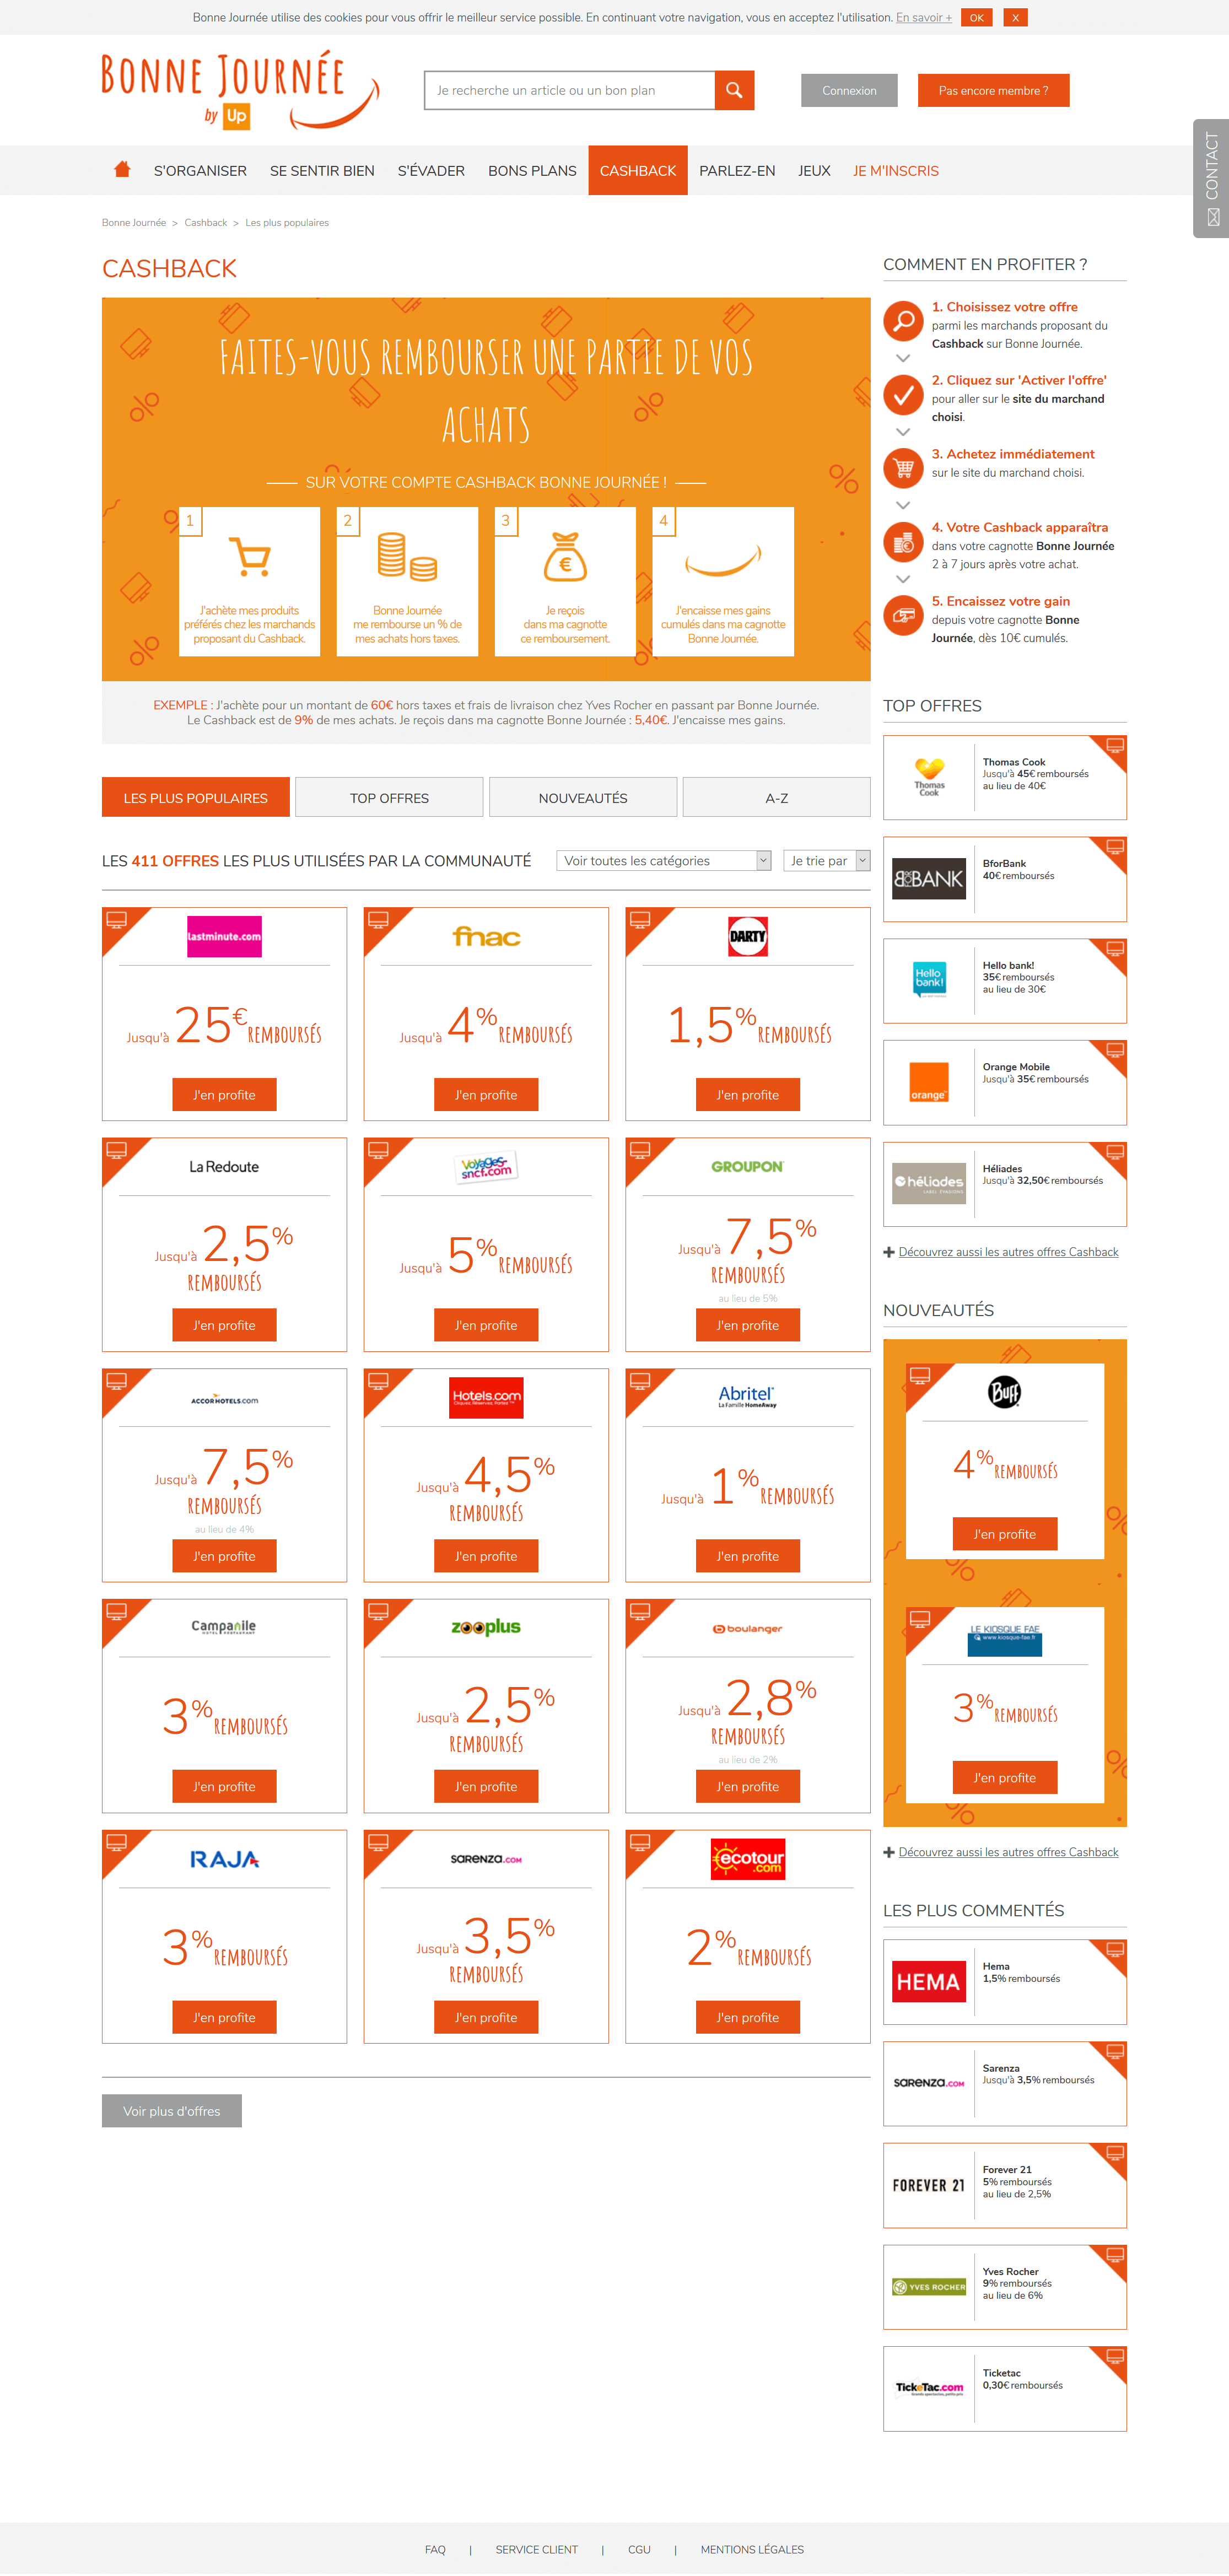 Bonne Journée utilise des cookies pour vous offrir le meilleur service possible. En continuant votre navigation, vous en acceptez l'utilisation. En savoir + OK X
BONNE JOURNÉE
by Up
Je recherche un article ou un bon plan
Connexion
Pas encore membre ?
CONTACT
S'ORGANISER SE SENTIR BIEN S'ÉVADER BONS PLANS CASHBACK PARLEZ-EN JEUX JE M'INSCRIS
Bonne Journée > Cashback > Les plus populaires
CASHBACK
FAITES-VOUS REMBOURSER UNE PARTIE DE VOS
ACHATS
SUR VOTRE COMPTE CASHBACK BONNE JOURNÉE !
1
J'achète mes produits
préférés chez les marchands
proposant du Cashback.
2
Bonne Journée
me rembourse un % de
mes achats hors taxes.
3
€
Je reçois
dans ma cagnotte
ce remboursement.
4
J'encaisse mes gains
cumulés dans ma cagnotte
Bonne Journée.
EXEMPLE : J'achète pour un montant de 60€ hors taxes et frais de livraison chez Yves Rocher en passant par Bonne Journée.
Le Cashback est de 9% de mes achats. Je reçois dans ma cagnotte Bonne Journée : 5,40€. J'encaisse mes gains.
LES PLUS POPULAIRES
TOP OFFRES
NOUVEAUTÉS
A-Z
LES 411 OFFRES LES PLUS UTILISÉES PAR LA COMMUNAUTÉ
Voir toutes les catégories
Je trie par
lastminute.com
Jusqu'à 25€ REMBOURSÉS
J'en profite
fnac
Jusqu'à 4% REMBOURSÉS
J'en profite
DARTY
1,5% REMBOURSÉS
J'en profite
La Redoute
Jusqu'à 2,5%
REMBOURSÉS
J'en profite
Voyages-
sncf.com
Jusqu'à 5% REMBOURSÉS
J'en profite
GROUPON
Jusqu'à 7,5%
REMBOURSÉS
au lieu de 5%
J'en profite
ACCORHOTELS.COM
Jusqu'à 7,5%
REMBOURSÉS
au lieu de 4%
J'en profite
Hotels.com
Jusqu'à 4,5%
REMBOURSÉS
J'en profite
Abritel
La Famille HomeAway
Jusqu'à 1% REMBOURSÉS
J'en profite
Campanile
HOTEL RESTAURANT
3% REMBOURSÉS
J'en profite
zooplus
Jusqu'à 2,5%
REMBOURSÉS
J'en profite
boulanger
Jusqu'à 2,8%
REMBOURSÉS
au lieu de 2%
J'en profite
RAJA
3% REMBOURSÉS
J'en profite
SARENZA.COM
Jusqu'à 3,5%
REMBOURSÉS
J'en profite
ecotour
.com
2% REMBOURSÉS
J'en profite
Voir plus d'offres
COMMENT EN PROFITER ?
1. Choisissez votre offre
parmi les marchands proposant du
Cashback sur Bonne Journée.
2. Cliquez sur 'Activer l'offre'
pour aller sur le site du marchand
choisi.
3. Achetez immédiatement
sur le site du marchand choisi.
4. Votre Cashback apparaîtra
dans votre cagnotte Bonne Journée
2 à 7 jours après votre achat.
5. Encaissez votre gain
depuis votre cagnotte Bonne
Journée, dès 10€ cumulés.
TOP OFFRES
Thomas
Cook
Thomas Cook
Jusqu'à 45€ remboursés
au lieu de 40€
BFORBANK
BforBank
40€ remboursés
Hello
bank!
Hello bank!
35€ remboursés
au lieu de 30€
orange
Orange Mobile
Jusqu'à 35€ remboursés
héliades
Héliades
Jusqu'à 32,50€ remboursés
Découvrez aussi les autres offres Cashback
NOUVEAUTÉS
Buff
4% REMBOURSÉS
J'en profite
LE KIOSQUE FAE
www.kiosque-fae.fr
3% REMBOURSÉS
J'en profite
Découvrez aussi les autres offres Cashback
LES PLUS COMMENTÉS
HEMA
Hema
1,5% remboursés
SARENZA.COM
Sarenza
Jusqu'à 3,5% remboursés
FOREVER 21
Forever 21
5% remboursés
au lieu de 2,5%
YVES ROCHER
Yves Rocher
9% remboursés
au lieu de 6%
TickeTac.com
Ticketac
0,30€ remboursés
FAQ | SERVICE CLIENT | CGU | MENTIONS LÉGALES